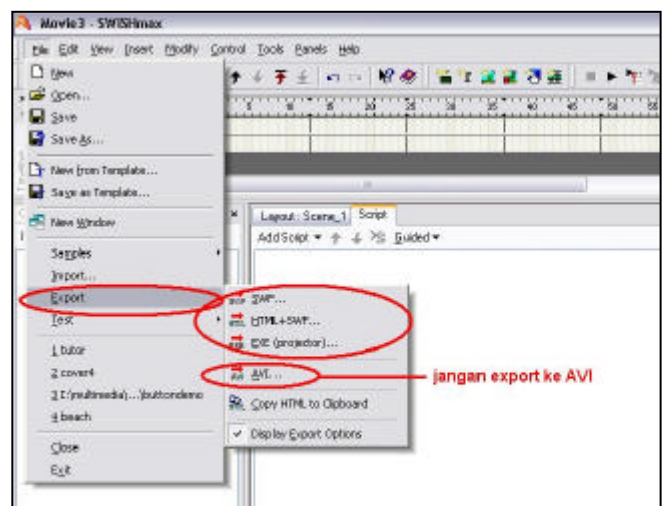 Movie3 - SWiSHmax
File Edit View Insert Modify Control Tools Panels Help
New
Open...
Save
Save As...
New from Template...
Save as Template...
New Window
Samples
Import...
Export
Test
1 tutor
2 cover4
4 beach
Close
Exit
Layout: Scene_1 Script
Add Script Guided
SWF...
HTML+SWF...
EXE (projector)...
AVI...
jangan export ke AVI
Copy HTML to Clipboard
Display Export Options